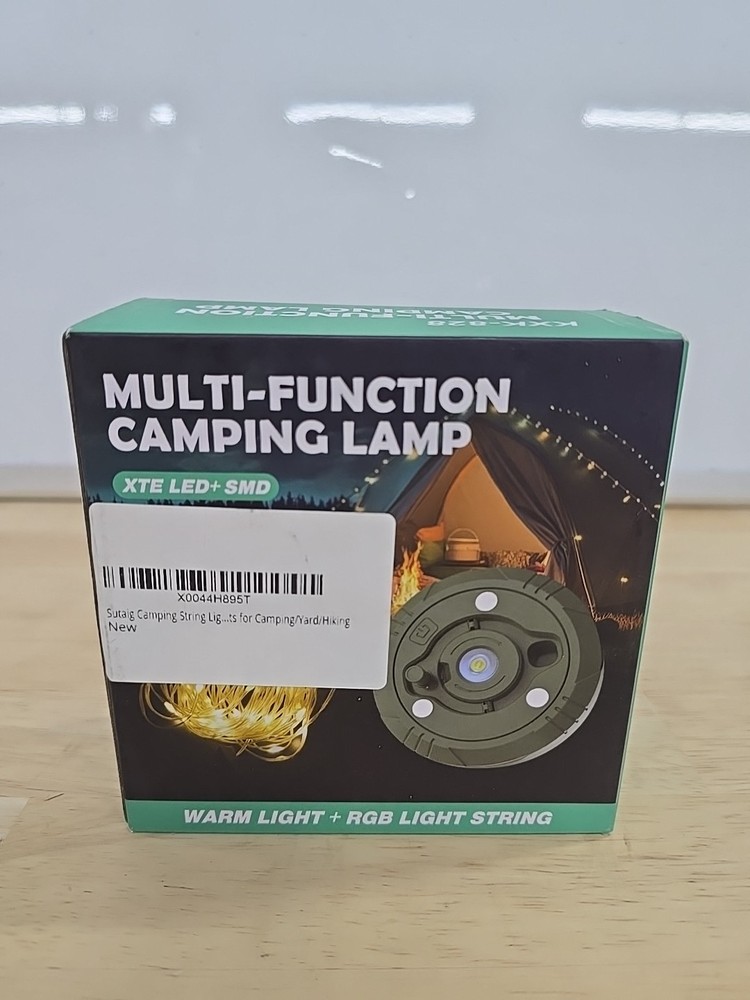 KXK-828
MULTI-FUNCTION
CAMPING LAMP
MULTI-FUNCTION
CAMPING LAMP
XTE LED+ SMD
X0044H895T
Sutaig Camping String Lig...ts for Camping/Yard/Hiking
New
WARM LIGHT + RGB LIGHT STRING